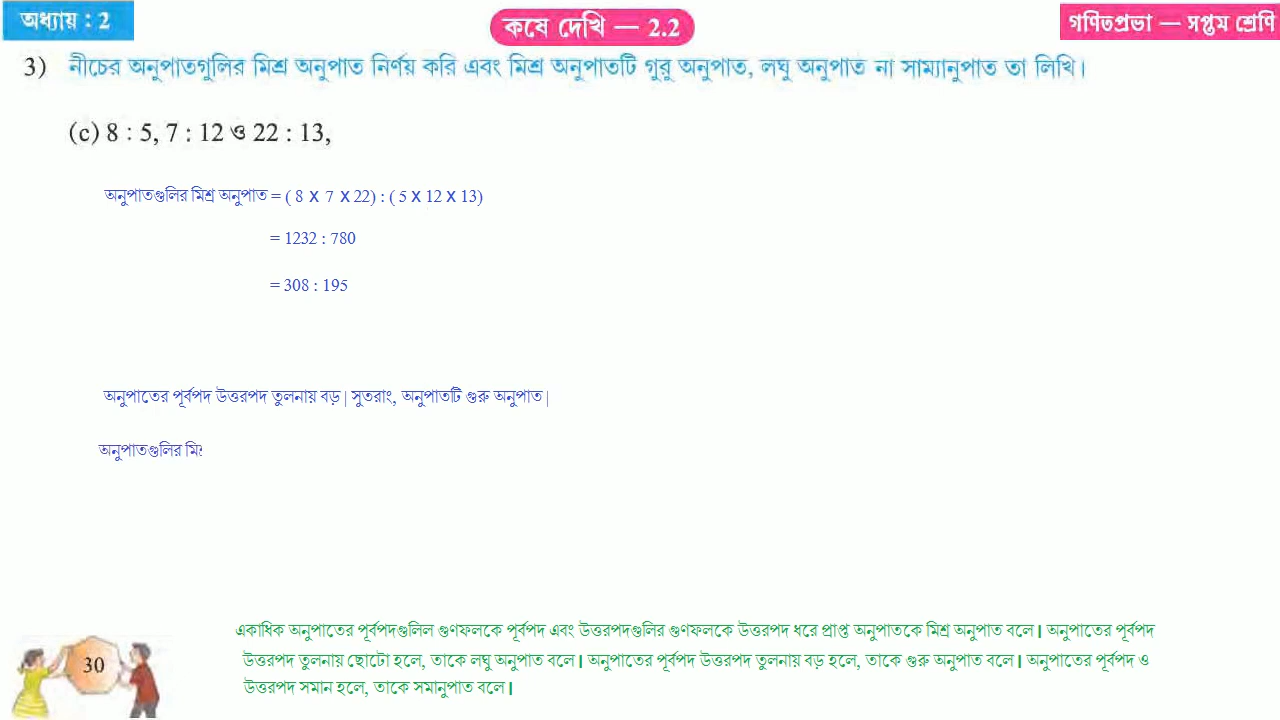 অধ্যায় : 2
কষে দেখি — 2.2
গণিতপ্রভা — সপ্তম শ্রেণি
3) নীচের অনুপাতগুলির মিশ্র অনুপাত নির্ণয় করি এবং মিশ্র অনুপাতটি গুরু অনুপাত, লঘু অনুপাত না সাম্যানুপাত তা লিখি।
(c) 8 : 5, 7 : 12 ও 22 : 13,
অনুপাতগুলির মিশ্র অনুপাত = ( 8 x 7 x 22) : ( 5 x 12 x 13)
= 1232 : 780
= 308 : 195
অনুপাতের পূর্বপদ উত্তরপদ তুলনায় বড়| সুতরাং, অনুপাতটি গুরু অনুপাত|
অনুপাতগুলির
একাধিক অনুপাতের পূর্বপদগুলিল গুণফলকে পূর্বপদ এবং উত্তরপদগুলির গুণফলকে উত্তরপদ ধরে প্রাপ্ত অনুপাতকে মিশ্র অনুপাত বলে। অনুপাতের পূর্বপদ
উত্তরপদ তুলনায় ছোটো হলে, তাকে লঘু অনুপাত বলে। অনুপাতের পূর্বপদ উত্তরপদ তুলনায় বড় হলে, তাকে গুরু অনুপাত বলে। অনুপাতের পূর্বপদ ও
উত্তরপদ সমান হলে, তাকে সমানুপাত বলে।
30